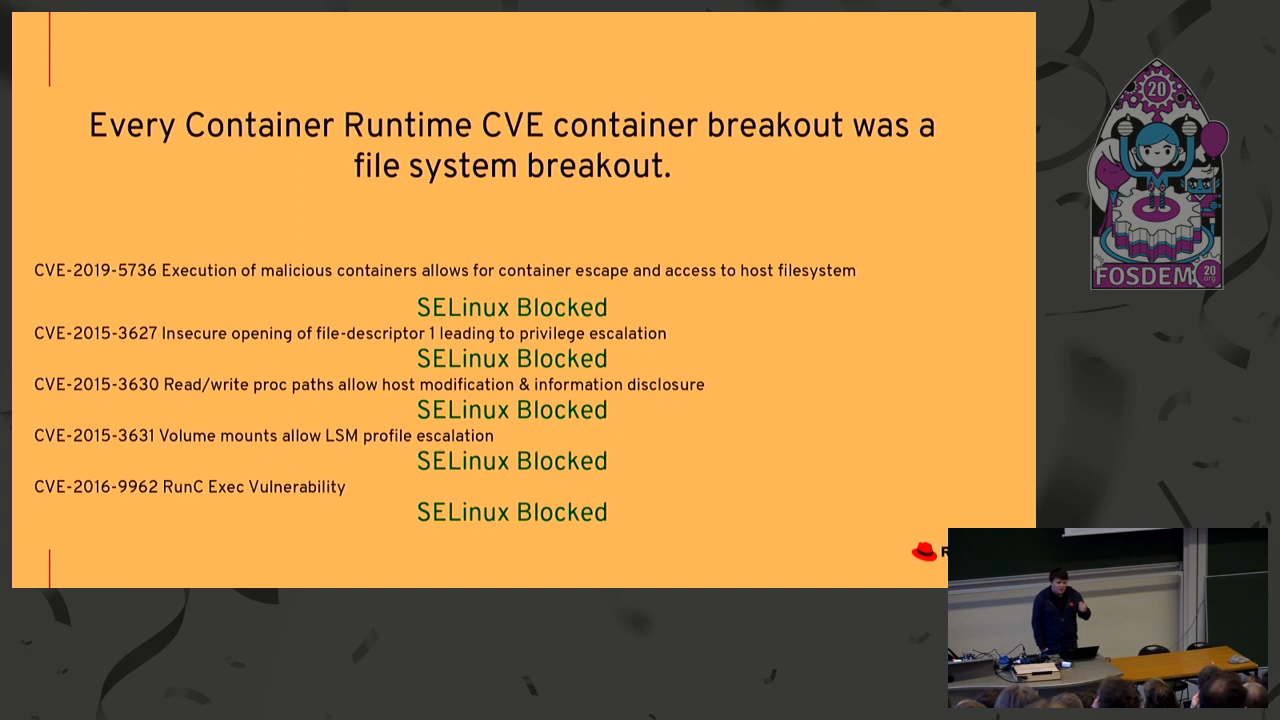 Every Container Runtime CVE container breakout was a
file system breakout.
CVE-2019-5736 Execution of malicious containers allows for container escape and access to host filesystem
SELinux Blocked
CVE-2015-3627 Insecure opening of file-descriptor 1 leading to privilege escalation
SELinux Blocked
CVE-2015-3630 Read/write proc paths allow host modification & information disclosure
SELinux Blocked
CVE-2015-3631 Volume mounts allow LSM profile escalation
SELinux Blocked
CVE-2016-9962 RunC Exec Vulnerability
SELinux Blocked
R
20
FOSDEM
20
.org